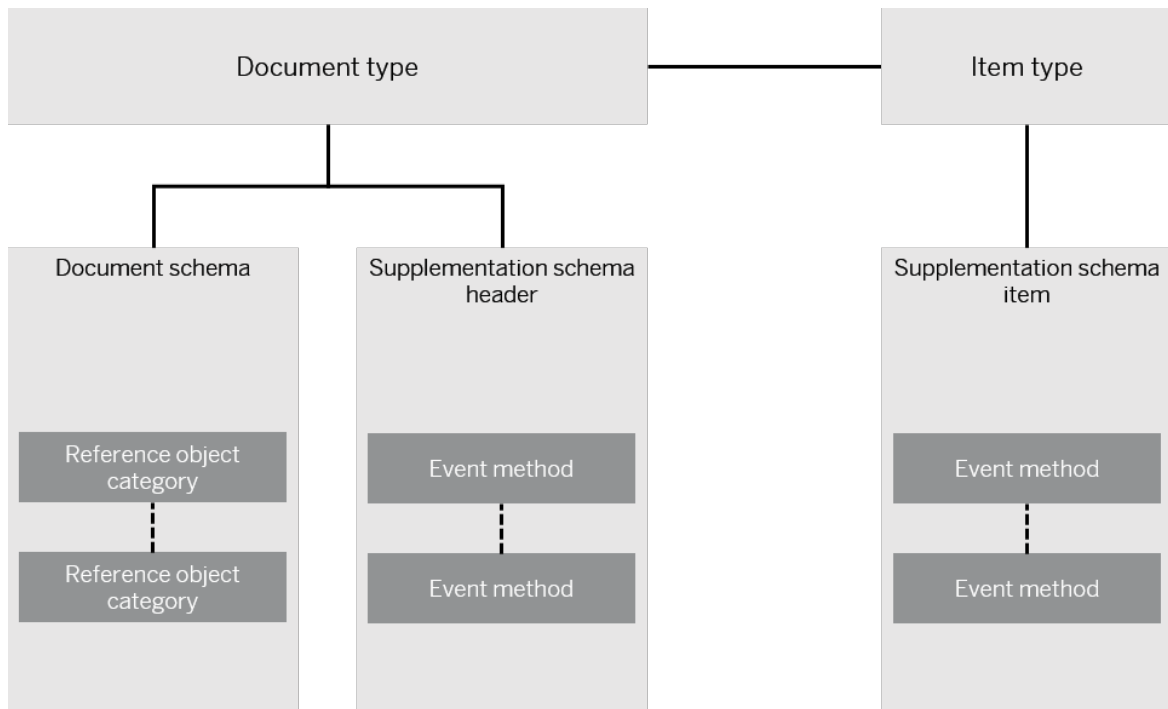 Document type
Item type
Document schema
Supplementation schema
header
Supplementation schema
item
Reference object
category
Event method
Event method
Reference object
category
Event method
Event method